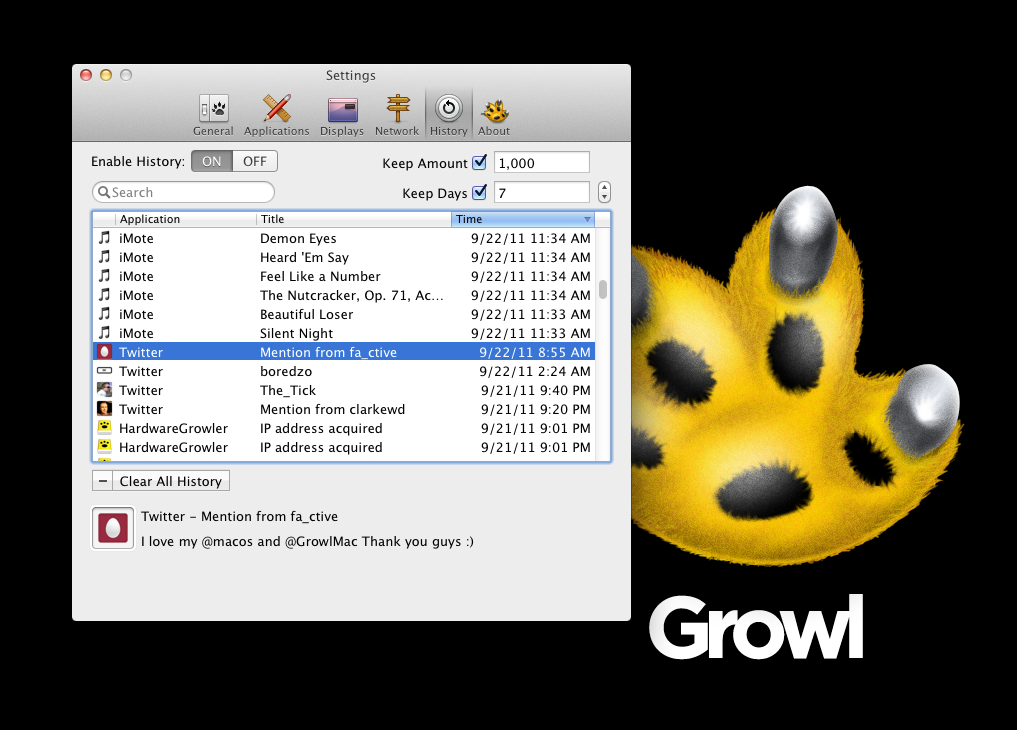 Settings
General Applications Displays Network History About
Enable History: ON OFF Keep Amount 1,000
Search Keep Days 7
Application Title Time
iMote Demon Eyes 9/22/11 11:34 AM
iMote Heard 'Em Say 9/22/11 11:34 AM
iMote Feel Like a Number 9/22/11 11:34 AM
iMote The Nutcracker, Op. 71, Ac... 9/22/11 11:34 AM
iMote Beautiful Loser 9/22/11 11:33 AM
iMote Silent Night 9/22/11 11:33 AM
Twitter Mention from fa_ctive 9/22/11 8:55 AM
Twitter boredzo 9/22/11 2:24 AM
Twitter The_Tick 9/21/11 9:40 PM
Twitter Mention from clarkewd 9/21/11 9:20 PM
HardwareGrowler IP address acquired 9/21/11 9:01 PM
HardwareGrowler IP address acquired 9/21/11 9:01 PM
− Clear All History
Twitter – Mention from fa_ctive
I love my @macos and @GrowlMac Thank you guys :)
Growl